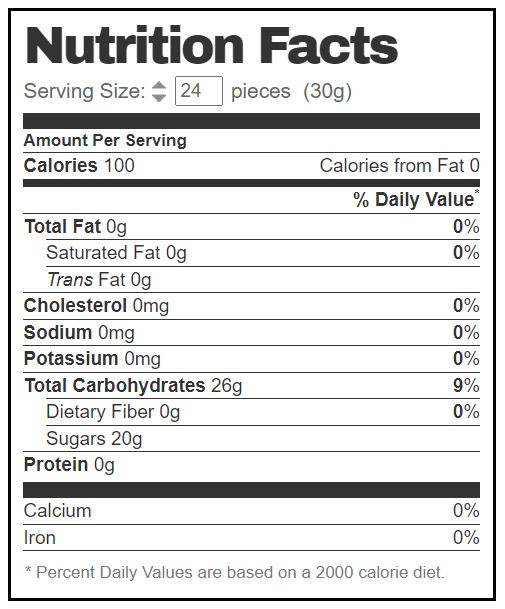 Nutrition Facts
Serving Size: 24 pieces (30g)
Amount Per Serving
Calories 100 Calories from Fat 0
% Daily Value*
Total Fat 0g 0%
Saturated Fat 0g 0%
Trans Fat 0g
Cholesterol 0mg 0%
Sodium 0mg 0%
Potassium 0mg 0%
Total Carbohydrates 26g 9%
Dietary Fiber 0g 0%
Sugars 20g
Protein 0g
Calcium 0%
Iron 0%
* Percent Daily Values are based on a 2000 calorie diet.